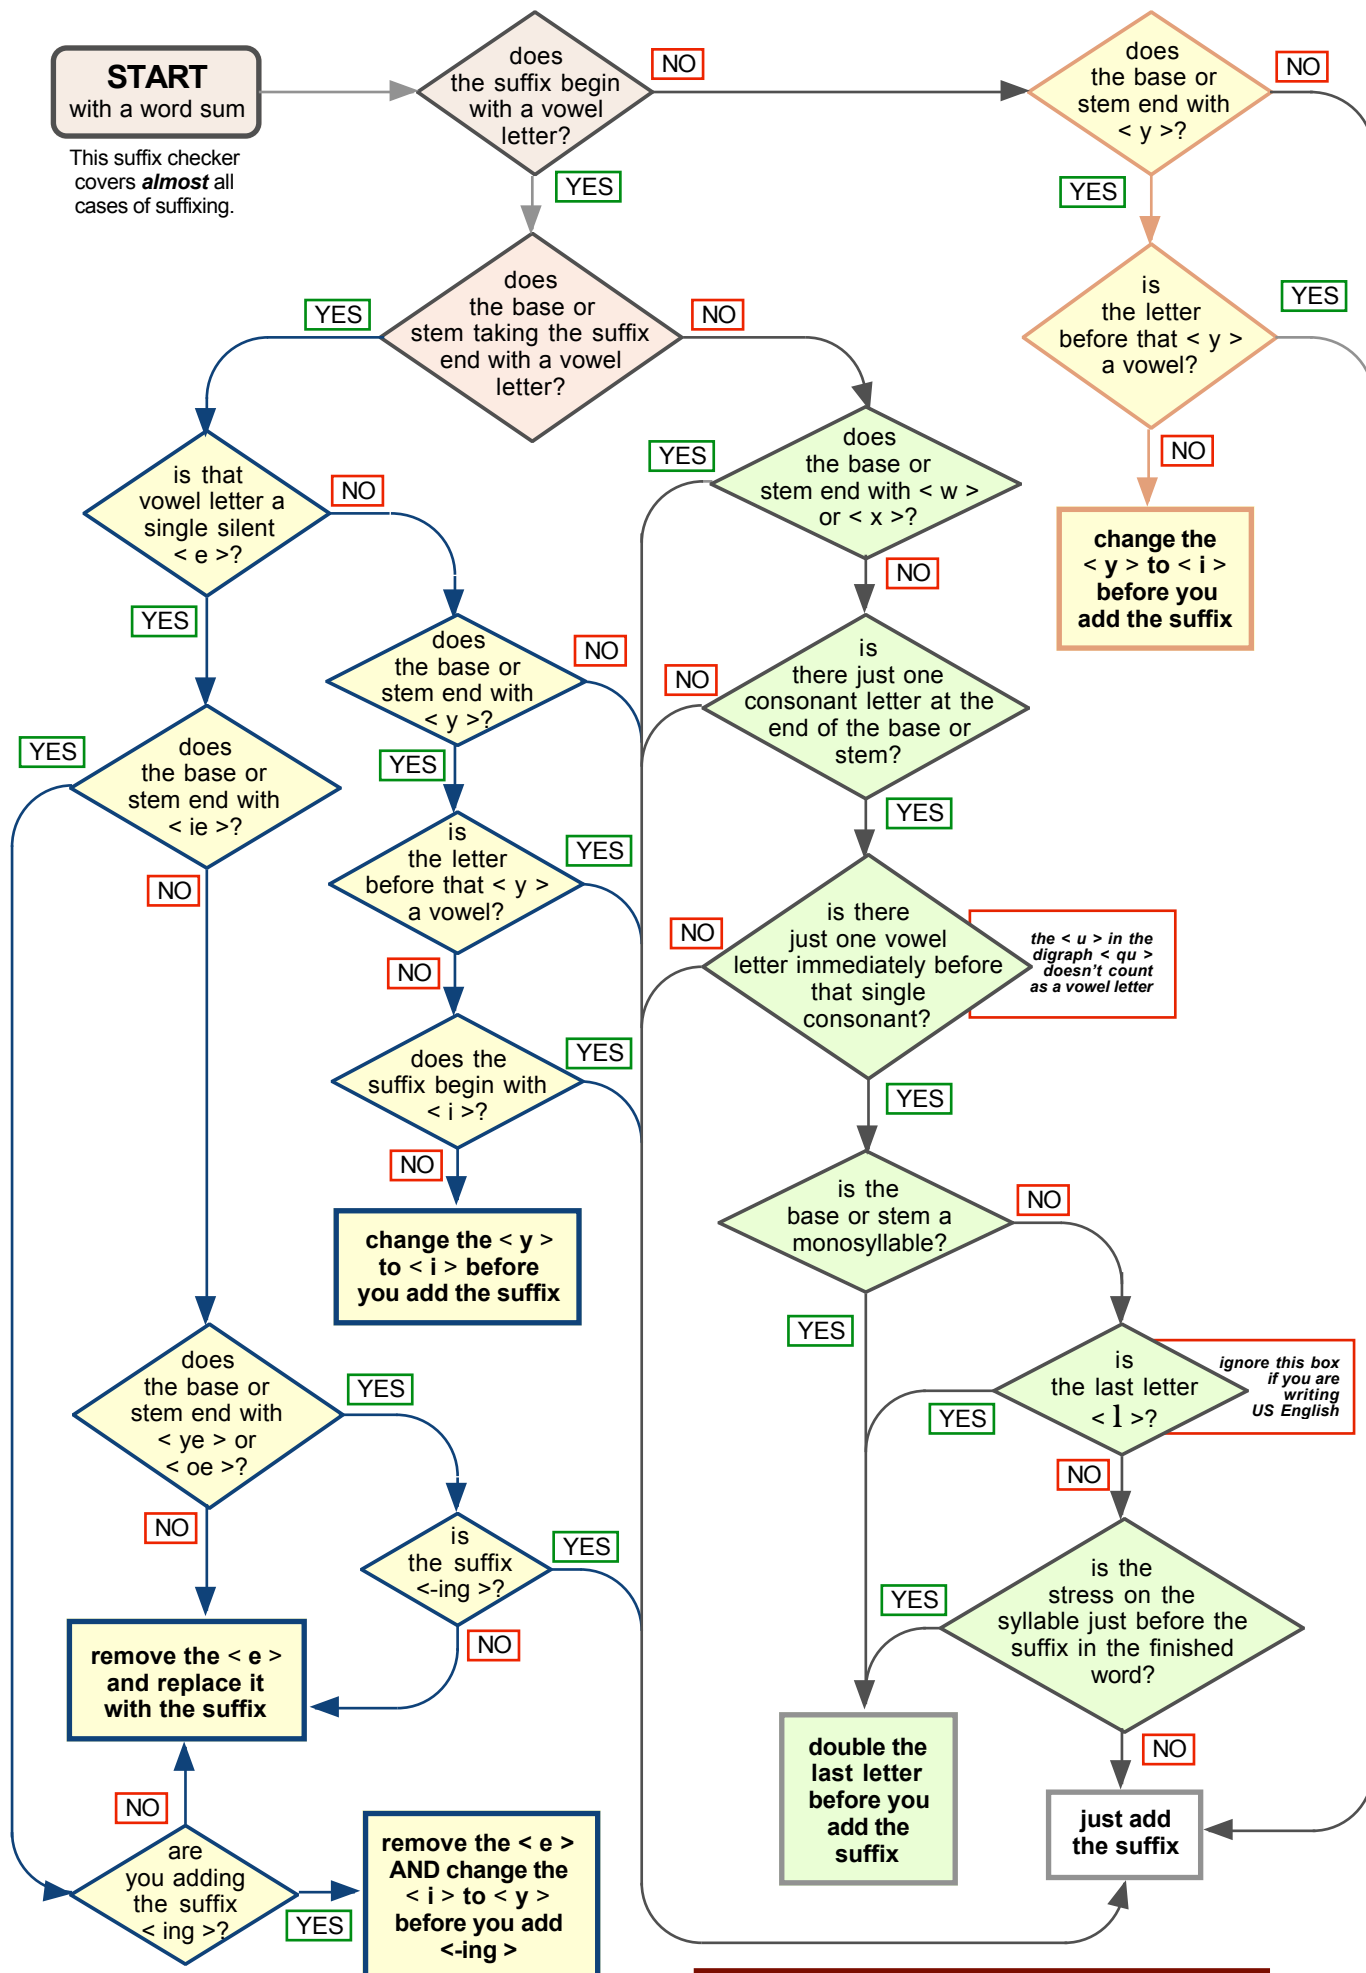 START
with a word sum
This suffix checker
covers almost all
cases of suffixing.
does
the suffix begin
with a vowel
letter?
NO
YES
does
the base or
stem end with
< y >?
NO
YES
is
the letter
before that < y >
a vowel?
YES
NO
change the
< y > to < i >
before you
add the suffix
does
the base or
stem taking the suffix
end with a vowel
letter?
YES
NO
is that
vowel letter a
single silent
< e >?
NO
YES
does
the base or
stem end with
< y >?
NO
YES
is
the letter
before that < y >
a vowel?
YES
NO
does the
suffix begin with
< i >?
YES
NO
change the < y >
to < i > before
you add the suffix
does
the base or
stem end with
< ie >?
YES
NO
does
the base or
stem end with
< ye > or
< oe >?
YES
NO
is
the suffix
<-ing >?
YES
NO
remove the < e >
and replace it
with the suffix
NO
are
you adding
the suffix
< ing >?
YES
remove the < e >
AND change the
< i > to < y >
before you add
<-ing >
does
the base or
stem end with < w >
or < x >?
YES
NO
is
there just one
consonant letter at the
end of the base or
stem?
NO
YES
is there
just one vowel
letter immediately before
that single
consonant?
NO
YES
the < u > in the
digraph < qu >
doesn't count
as a vowel letter
is the
base or stem a
monosyllable?
NO
YES
is
the last letter
< l >?
ignore this box
if you are
writing
US English
YES
NO
is the
stress on the
syllable just before the
suffix in the finished
word?
YES
NO
double the
last letter
before you
add the
suffix
just add
the suffix